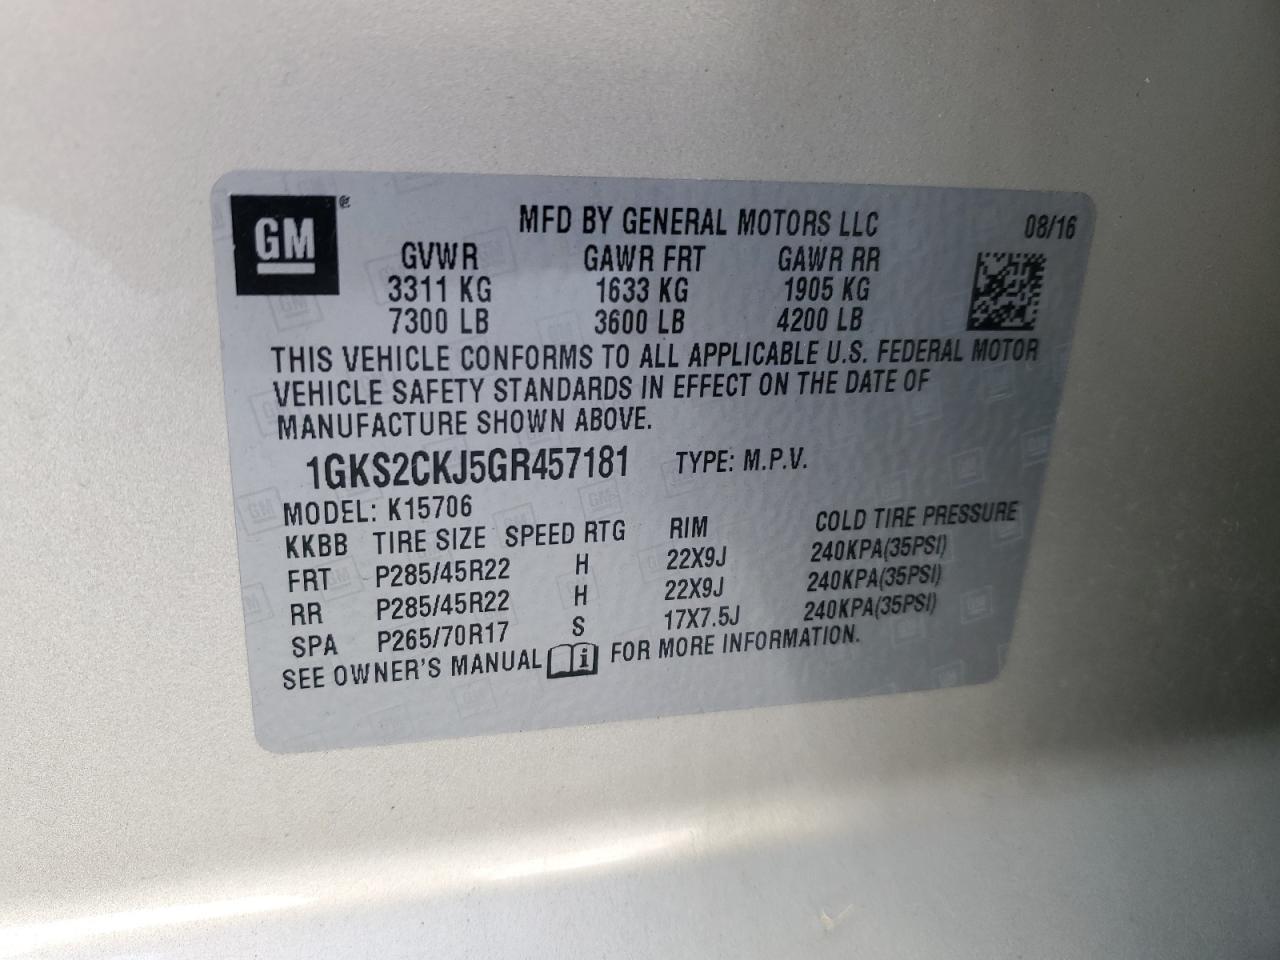 GM ®
MFD BY GENERAL MOTORS LLC 08/16
GVWR GAWR FRT GAWR RR
3311 KG 1633 KG 1905 KG
7300 LB 3600 LB 4200 LB
THIS VEHICLE CONFORMS TO ALL APPLICABLE U.S. FEDERAL MOTOR
VEHICLE SAFETY STANDARDS IN EFFECT ON THE DATE OF
MANUFACTURE SHOWN ABOVE.
1GKS2CKJ5GR457181 TYPE: M.P.V.
MODEL: K15706
KKBB TIRE SIZE SPEED RTG RIM COLD TIRE PRESSURE
FRT P285/45R22 H 22X9J 240KPA(35PSI)
RR P285/45R22 H 22X9J 240KPA(35PSI)
SPA P265/70R17 S 17X7.5J 240KPA(35PSI)
SEE OWNER'S MANUAL i FOR MORE INFORMATION.